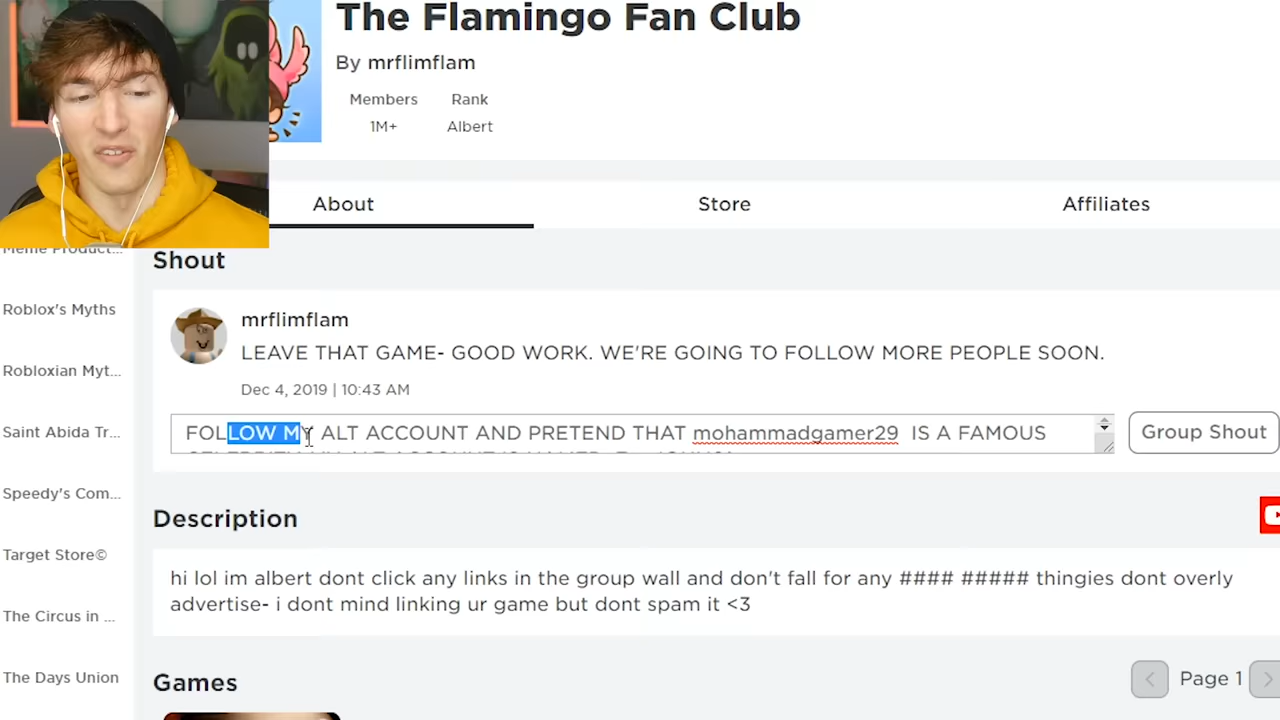 The Flamingo Fan Club
By mrflimflam
Members Rank
1M+ Albert
About Store Affiliates
Shout
Roblox's Myths
Robloxian Myt...
Saint Abida Tr...
Speedy's Com...
Target Store©
The Circus in ...
The Days Union
mrflimflam
LEAVE THAT GAME- GOOD WORK. WE'RE GOING TO FOLLOW MORE PEOPLE SOON.
Dec 4, 2019 | 10:43 AM
FOLLOW MY ALT ACCOUNT AND PRETEND THAT mohammadgamer29 IS A FAMOUS
Group Shout
Description
hi lol im albert dont click any links in the group wall and don't fall for any #### ##### thingies dont overly
advertise- i dont mind linking ur game but dont spam it <3
Games
Page 1